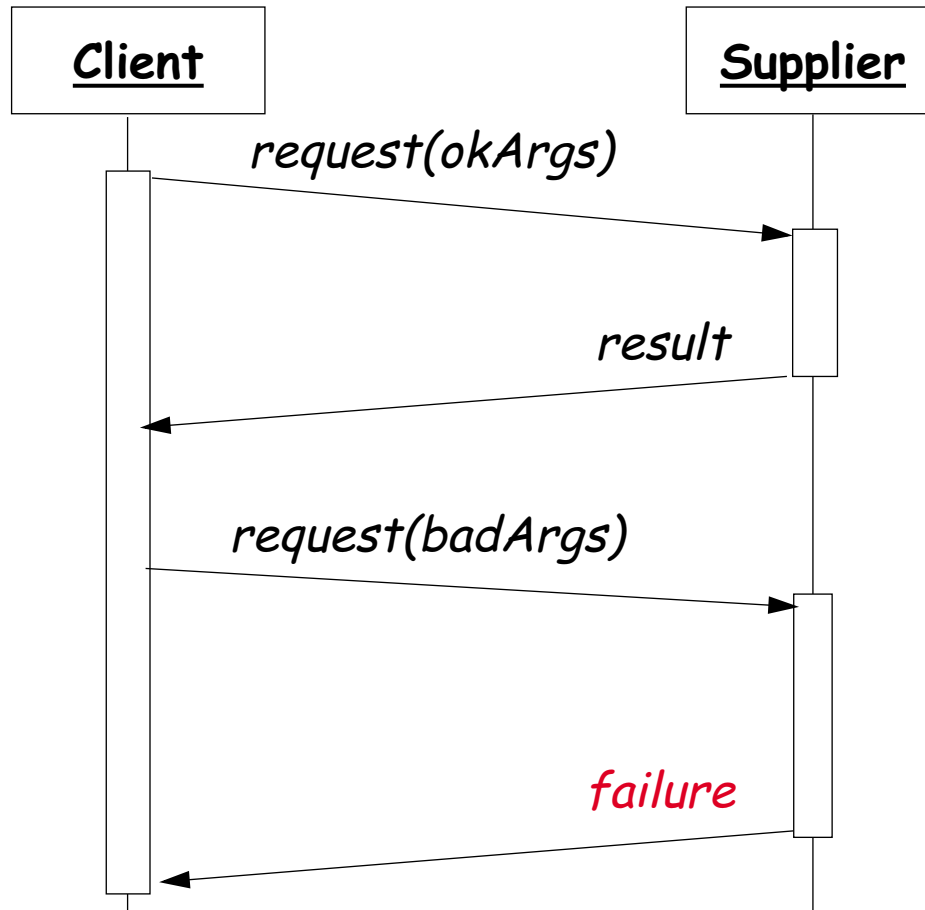 Client
Supplier
request(okArgs)
result
request(badArgs)
failure